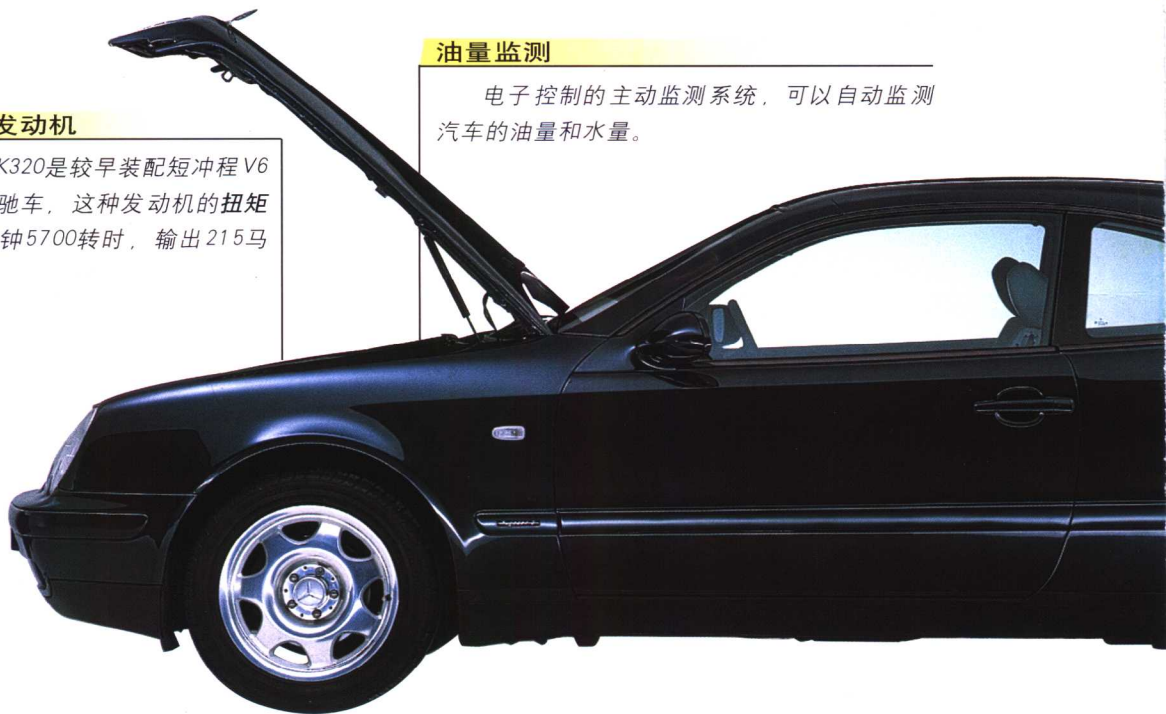 发动机
K320是较早装配短冲程V6
驰车，这种发动机的扭矩
钟5700转时，输出215马
油量监测
电子控制的主动监测系统，可以自动监测
汽车的油量和水量。